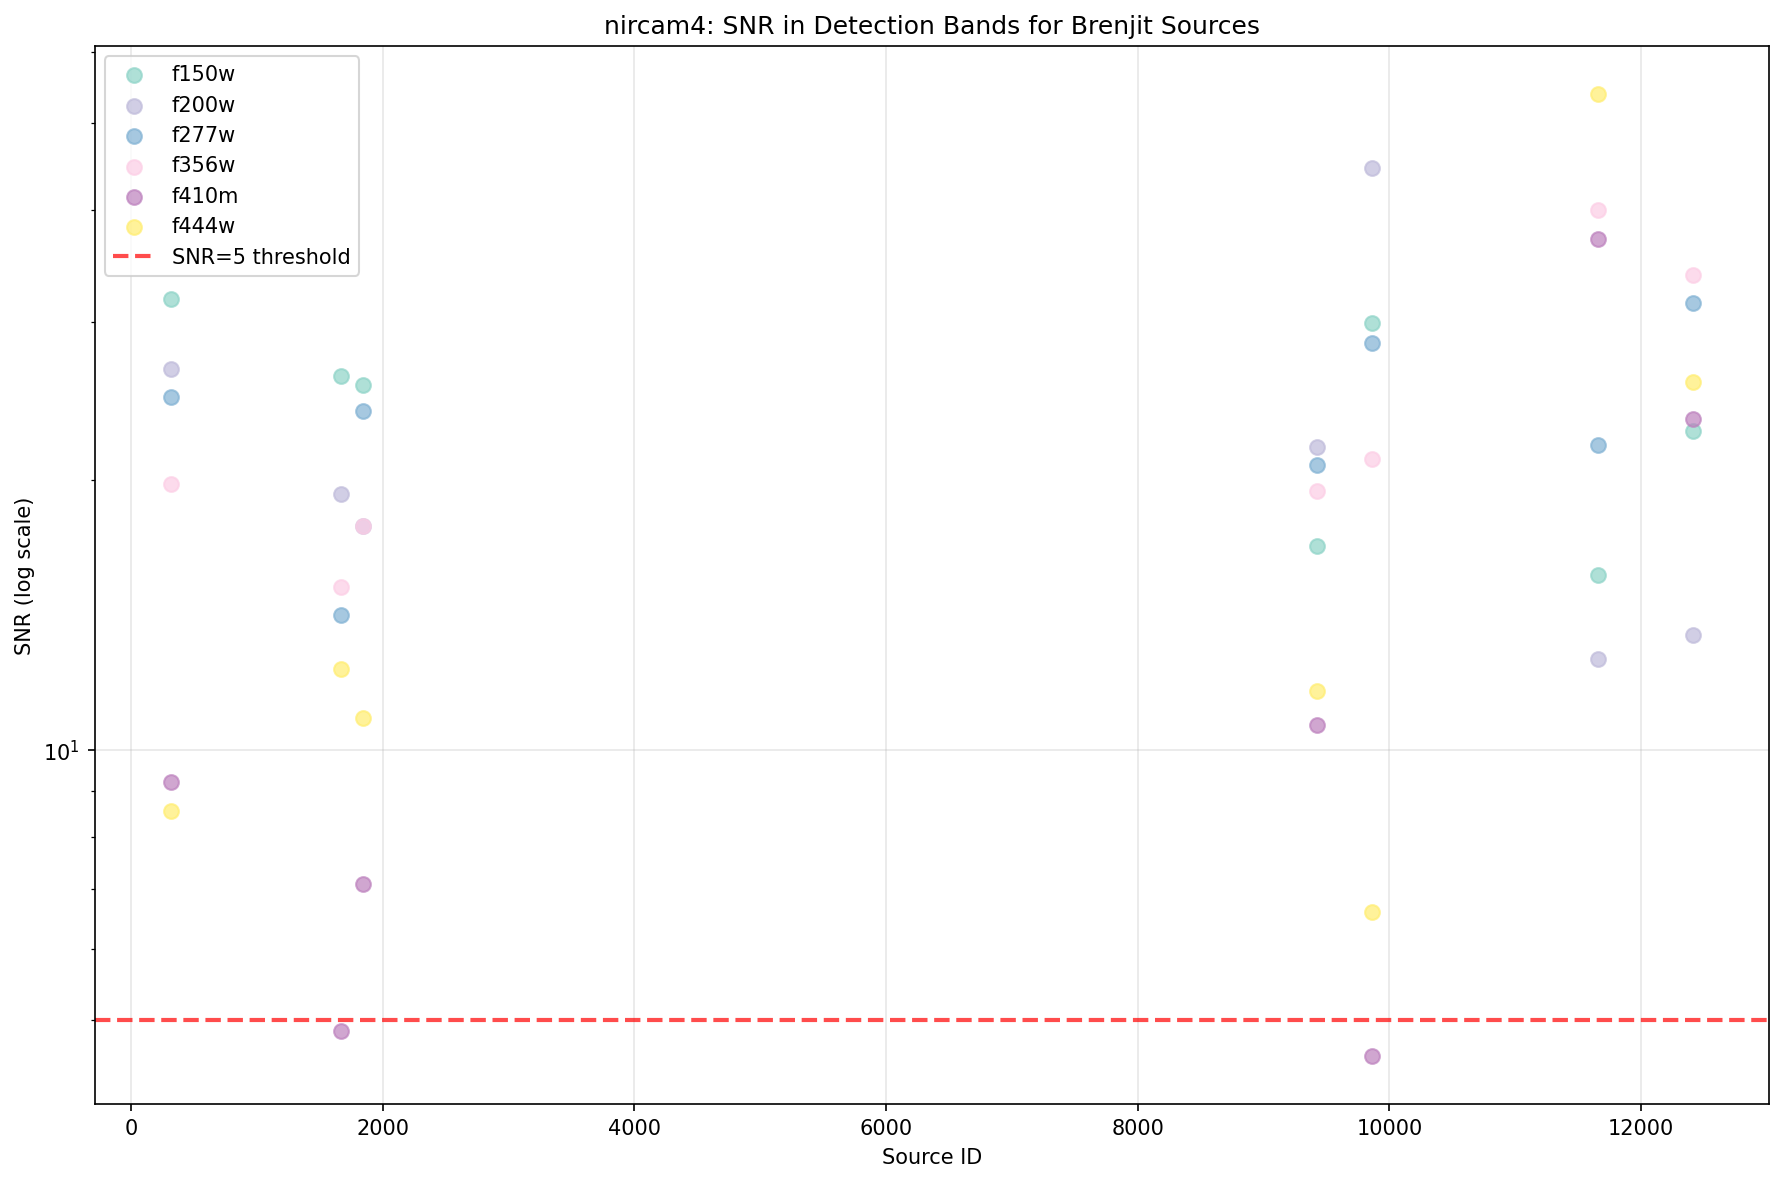 nircam4: SNR in Detection Bands for Brenjit Sources
f150w
f200w
f277w
f356w
f410m
f444w
SNR=5 threshold
SNR (log scale)
10¹
0 2000 4000 6000 8000 10000 12000
Source ID